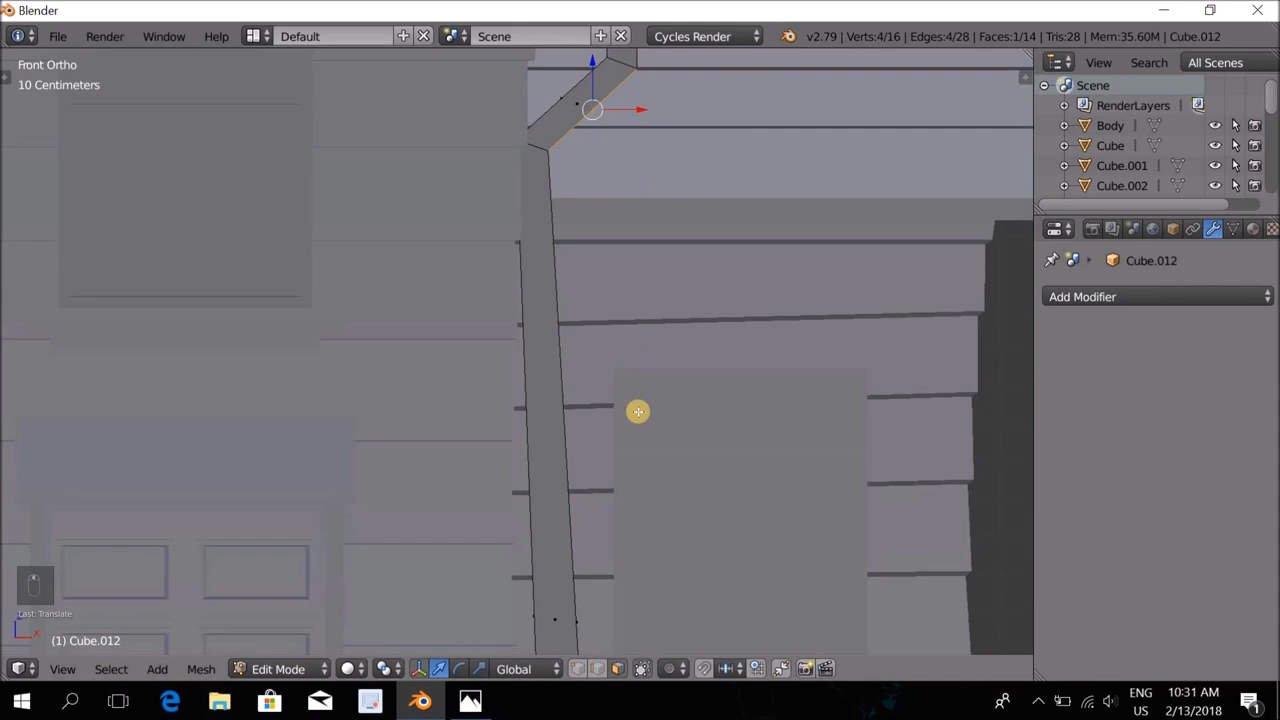 Blender
File Render Window Help Default Scene Cycles Render v2.79 | Verts:4/16 | Edges:4/28 | Faces:1/14 | Tris:28 | Mem:35.60M | Cube.012
Front Ortho
10 Centimeters
View Search All Scenes
Scene
RenderLayers
Body
Cube
Cube.001
Cube.002
Cube.012
Add Modifier
Last: Translate
(1) Cube.012
View Select Add Mesh Edit Mode Global
ENG 10:31 AM
US 2/13/2018